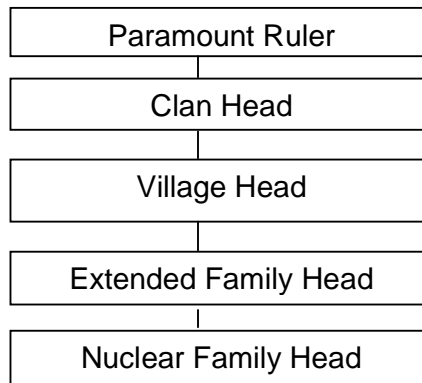 Paramount Ruler
Clan Head
Village Head
Extended Family Head
Nuclear Family Head